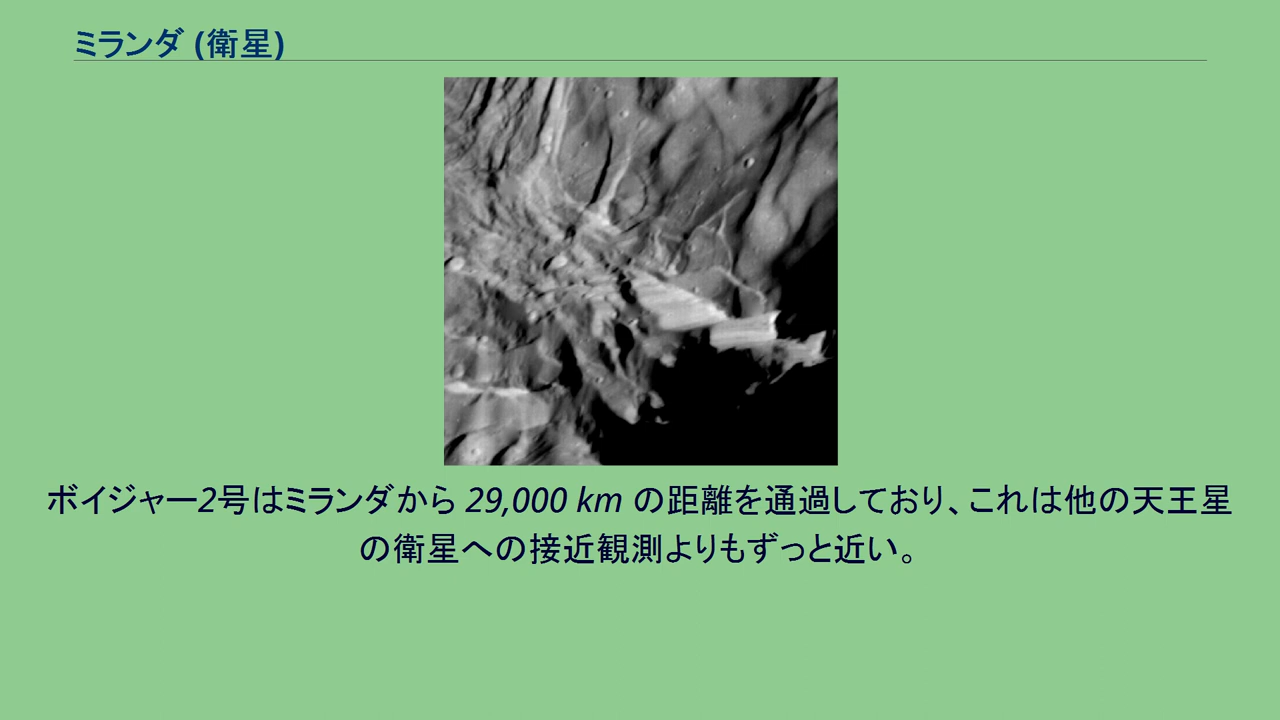 ミランダ (衛星)
ボイジャー2号はミランダから 29,000 km の距離を通過しており、これは他の天王星
の衛星への接近観測よりもずっと近い。